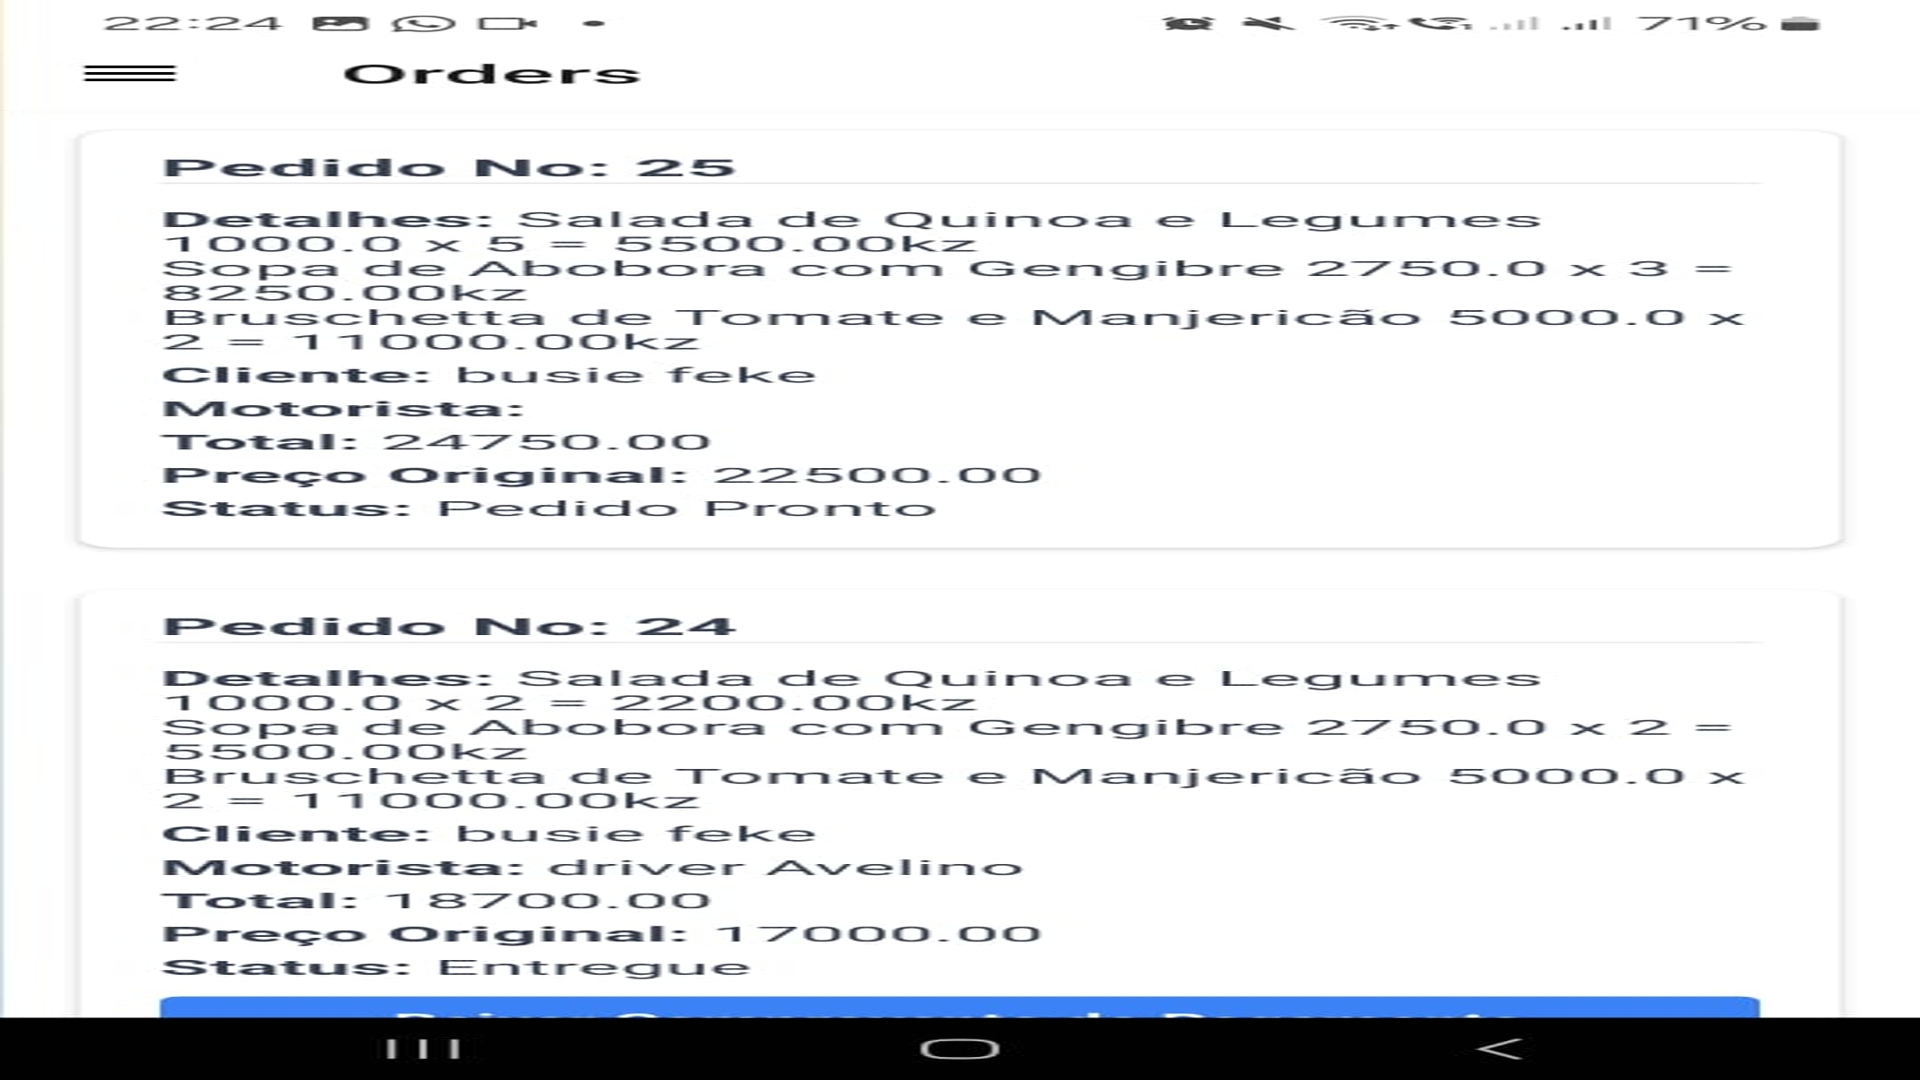 22:24 71%
Orders
Pedido No: 25
Detalhes: Salada de Quinoa e Legumes
1000.0 x 5 = 5500.00kz
Sopa de Abobora com Gengibre 2750.0 x 3 =
8250.00kz
Bruschetta de Tomate e Manjericão 5000.0 x
2 = 11000.00kz
Cliente: busie feke
Motorista:
Total: 24750.00
Preço Original: 22500.00
Status: Pedido Pronto
Pedido No: 24
Detalhes: Salada de Quinoa e Legumes
1000.0 x 2 = 2200.00kz
Sopa de Abobora com Gengibre 2750.0 x 2 =
5500.00kz
Bruschetta de Tomate e Manjericão 5000.0 x
2 = 11000.00kz
Cliente: busie feke
Motorista: driver Avelino
Total: 18700.00
Preço Original: 17000.00
Status: Entregue